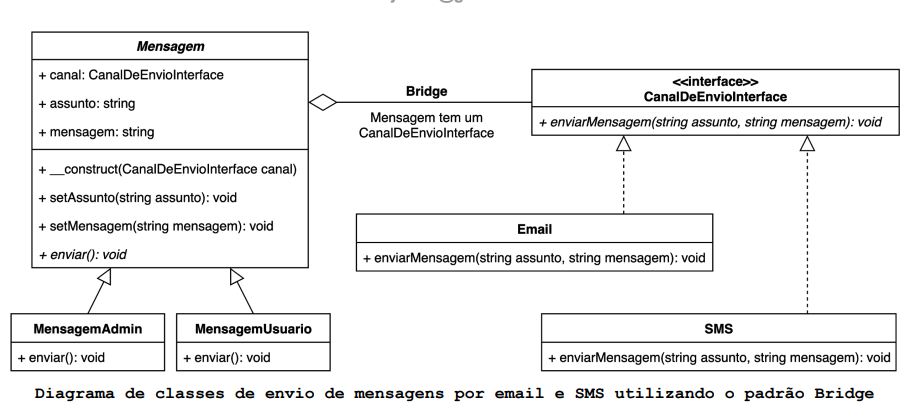 Mensagem
+ canal: CanalDeEnvioInterface
+ assunto: string
+ mensagem: string
+ __construct(CanalDeEnvioInterface canal)
+ setAssunto(string assunto): void
+ setMensagem(string mensagem): void
+ enviar(): void
Bridge
Mensagem tem um
CanalDeEnvioInterface
<<interface>>
CanalDeEnvioInterface
+ enviarMensagem(string assunto, string mensagem): void
Email
+ enviarMensagem(string assunto, string mensagem): void
MensagemAdmin
+ enviar(): void
MensagemUsuario
+ enviar(): void
SMS
+ enviarMensagem(string assunto, string mensagem): void
Diagrama de classes de envio de mensagens por email e SMS utilizando o padrão Bridge